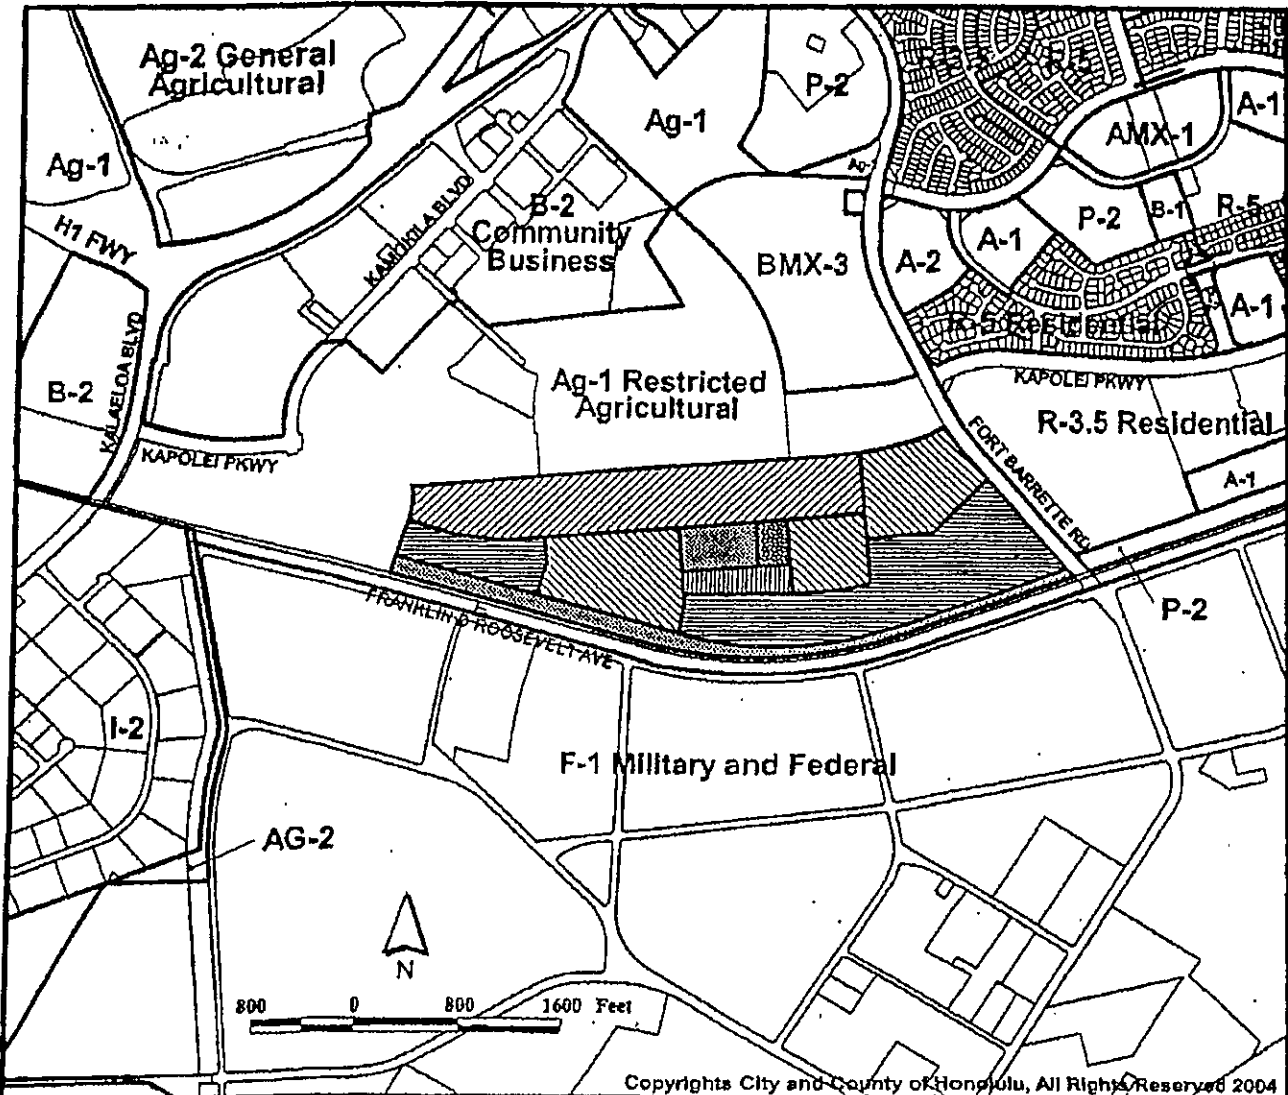 Ag-2 General
Agricultural
Ag-1
P-2
R-5
A-1
AMX-1
Ag-1
H1 FWY
KAMOKILA BLVD
B-2
Community
Business
BMX-3
A-2
A-1
P-2
B-1
R-5
A-1
R-5 Residential
B-2
KALAELOA BLVD
Ag-1 Restricted
Agricultural
KAPOLEI PKWY
R-3.5 Residential
KAPOLEI PKWY
FORT BARRETTE RD
A-1
FRANKLIN D ROOSEVELT AVE
P-2
I-2
F-1 Military and Federal
AG-2
N
800 0 800 1600 Feet
Copyrights City and County of Honolulu, All Rights Reserved 2004